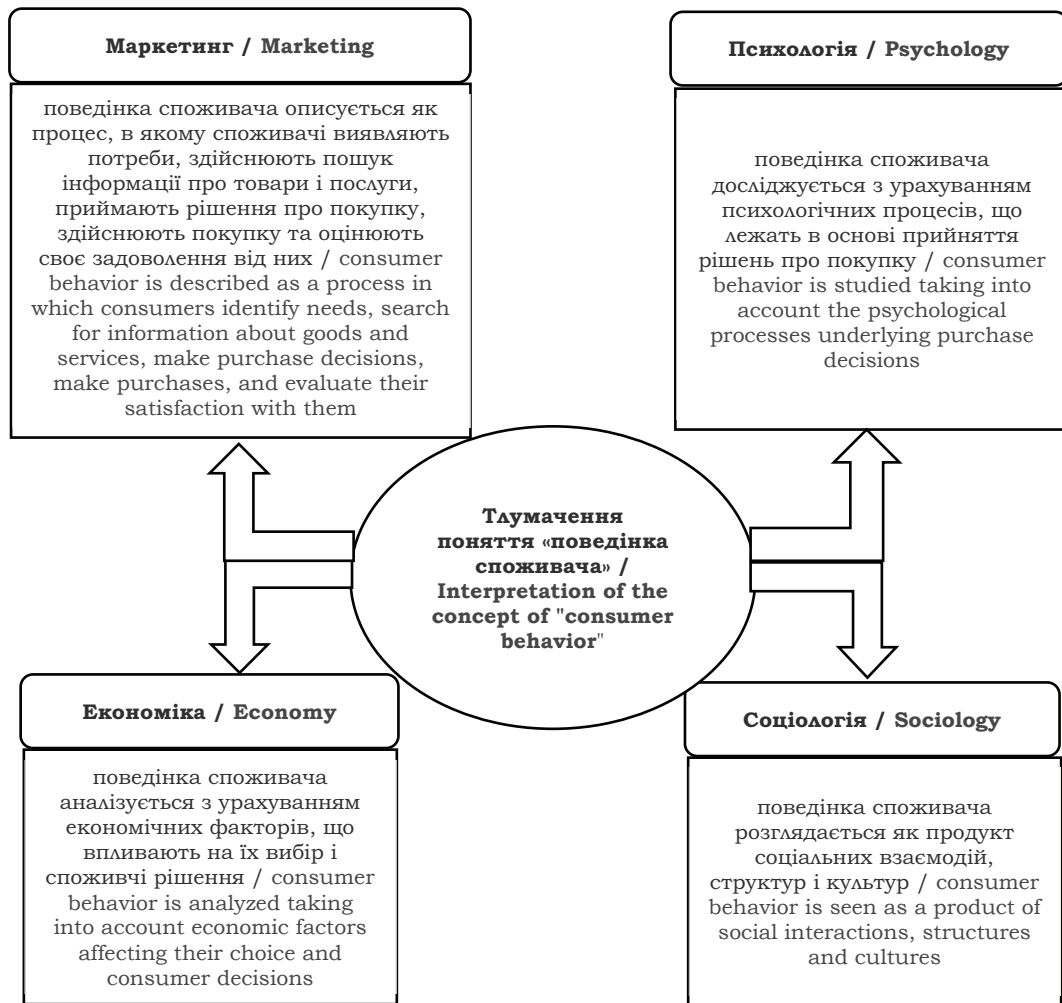 Маркетинг / Marketing
поведінка споживача описується як
процес, в якому споживачі виявляють
потреби, здійснюють пошук
інформації про товари і послуги,
приймають рішення про покупку,
здійснюють покупку та оцінюють
своє задоволення від них / consumer
behavior is described as a process in
which consumers identify needs, search
for information about goods and
services, make purchase decisions,
make purchases, and evaluate their
satisfaction with them
Психологія / Psychology
поведінка споживача
досліджується з урахуванням
психологічних процесів, що
лежать в основі прийняття
рішень про покупку / consumer
behavior is studied taking into
account the psychological
processes underlying purchase
decisions
Тлумачення
поняття «поведінка
споживача» /
Interpretation of the
concept of "consumer
behavior"
Економіка / Economy
поведінка споживача
аналізується з урахуванням
економічних факторів, що
впливають на їх вибір і
споживчі рішення / consumer
behavior is analyzed taking
into account economic factors
affecting their choice and
consumer decisions
Соціологія / Sociology
поведінка споживача
розглядається як продукт
соціальних взаємодій,
структур і культур / consumer
behavior is seen as a product of
social interactions, structures
and cultures